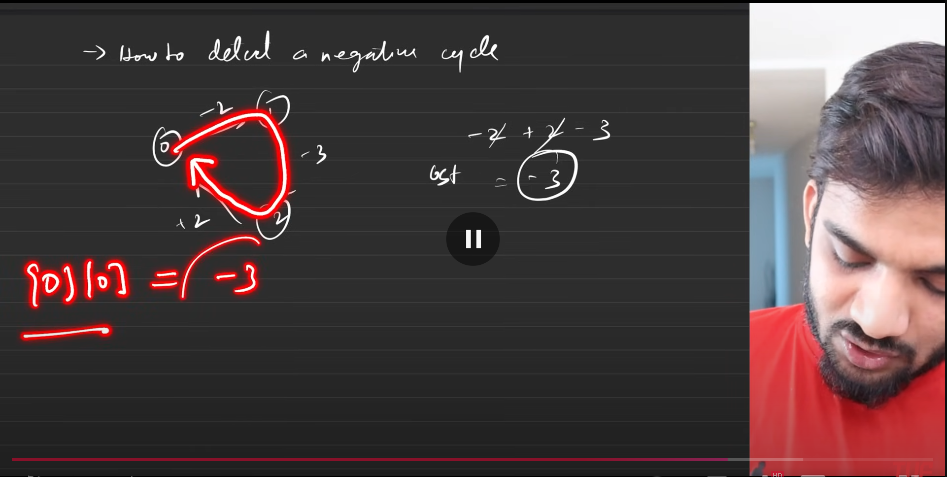 → How to detect a negative cycle
-2
1
0
-2 + 2 - 3
-3
Cost = -3
+2
2
[0][0] = -3
HD